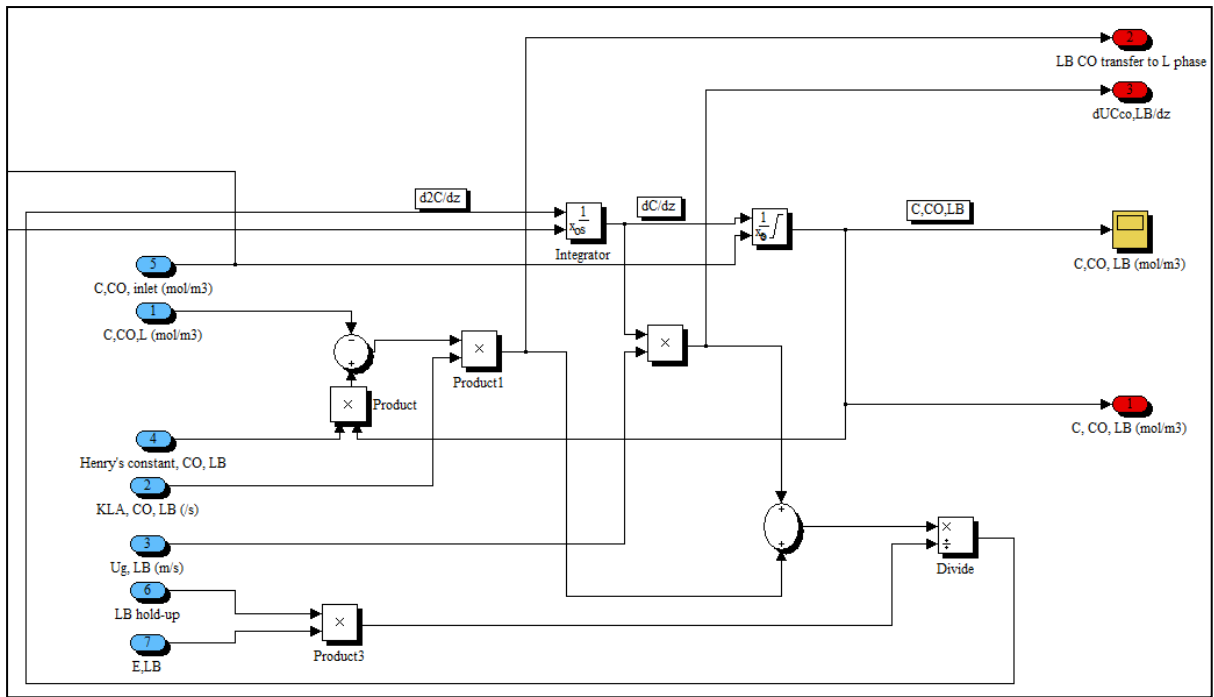 2
LB CO transfer to L phase
3
dUCco,LB/dz
d2C/dz
1
xo s
Integrator
dC/dz
1
C,CO,LB
C,CO, LB (mol/m3)
5
C,CO, inlet (mol/m3)
1
C,CO,L (mol/m3)
−
+
×
Product1
×
×
Product
1
C, CO, LB (mol/m3)
4
Henry's constant, CO, LB
2
KLA, CO, LB (/s)
+
+
×
÷
Divide
3
Ug, LB (m/s)
6
LB hold-up
×
Product3
7
E,LB